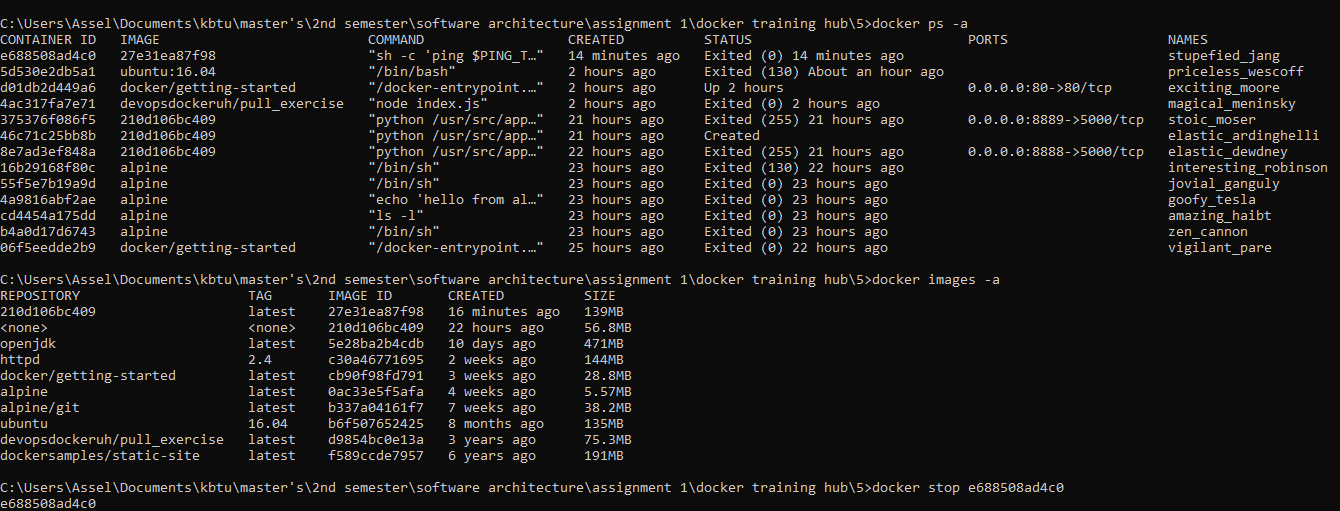 C:\Users\Assel\Documents\kbtu\master's\2nd semester\software architecture\assignment 1\docker training hub\5>docker ps -a
CONTAINER ID IMAGE COMMAND CREATED STATUS PORTS NAMES
e688508ad4c0 27e31ea87f98 "sh -c 'ping $PING_T…" 14 minutes ago Exited (0) 14 minutes ago stupefied_jang
5d530e2db5a1 ubuntu:16.04 "/bin/bash" 2 hours ago Exited (130) About an hour ago priceless_wescoff
d01db2d449a6 docker/getting-started "/docker-entrypoint.…" 2 hours ago Up 2 hours 0.0.0.0:80->80/tcp exciting_moore
4ac317fa7e71 devopsdockeruh/pull_exercise "node index.js" 2 hours ago Exited (0) 2 hours ago magical_meninsky
375376f086f5 210d106bc409 "python /usr/src/app…" 21 hours ago Exited (255) 21 hours ago 0.0.0.0:8889->5000/tcp stoic_moser
46c71c25bb8b 210d106bc409 "python /usr/src/app…" 21 hours ago Created elastic_ardinghelli
8e7ad3ef848a 210d106bc409 "python /usr/src/app…" 22 hours ago Exited (255) 21 hours ago 0.0.0.0:8888->5000/tcp elastic_dewdney
16b29168f80c alpine "/bin/sh" 23 hours ago Exited (130) 22 hours ago interesting_robinson
55f5e7b19a9d alpine "/bin/sh" 23 hours ago Exited (0) 23 hours ago jovial_ganguly
4a9816abf2ae alpine "echo 'hello from al…" 23 hours ago Exited (0) 23 hours ago goofy_tesla
cd4454a175dd alpine "ls -l" 23 hours ago Exited (0) 23 hours ago amazing_haibt
b4a0d17d6743 alpine "/bin/sh" 23 hours ago Exited (0) 23 hours ago zen_cannon
06f5eedde2b9 docker/getting-started "/docker-entrypoint.…" 25 hours ago Exited (0) 22 hours ago vigilant_pare
C:\Users\Assel\Documents\kbtu\master's\2nd semester\software architecture\assignment 1\docker training hub\5>docker images -a
REPOSITORY TAG IMAGE ID CREATED SIZE
210d106bc409 latest 27e31ea87f98 16 minutes ago 139MB
<none> <none> 210d106bc409 22 hours ago 56.8MB
openjdk latest 5e28ba2b4cdb 10 days ago 471MB
httpd 2.4 c30a46771695 2 weeks ago 144MB
docker/getting-started latest cb90f98fd791 3 weeks ago 28.8MB
alpine latest 0ac33e5f5afa 4 weeks ago 5.57MB
alpine/git latest b337a04161f7 7 weeks ago 38.2MB
ubuntu 16.04 b6f507652425 8 months ago 135MB
devopsdockeruh/pull_exercise latest d9854bc0e13a 3 years ago 75.3MB
dockersamples/static-site latest f589ccde7957 6 years ago 191MB
C:\Users\Assel\Documents\kbtu\master's\2nd semester\software architecture\assignment 1\docker training hub\5>docker stop e688508ad4c0
e688508ad4c0